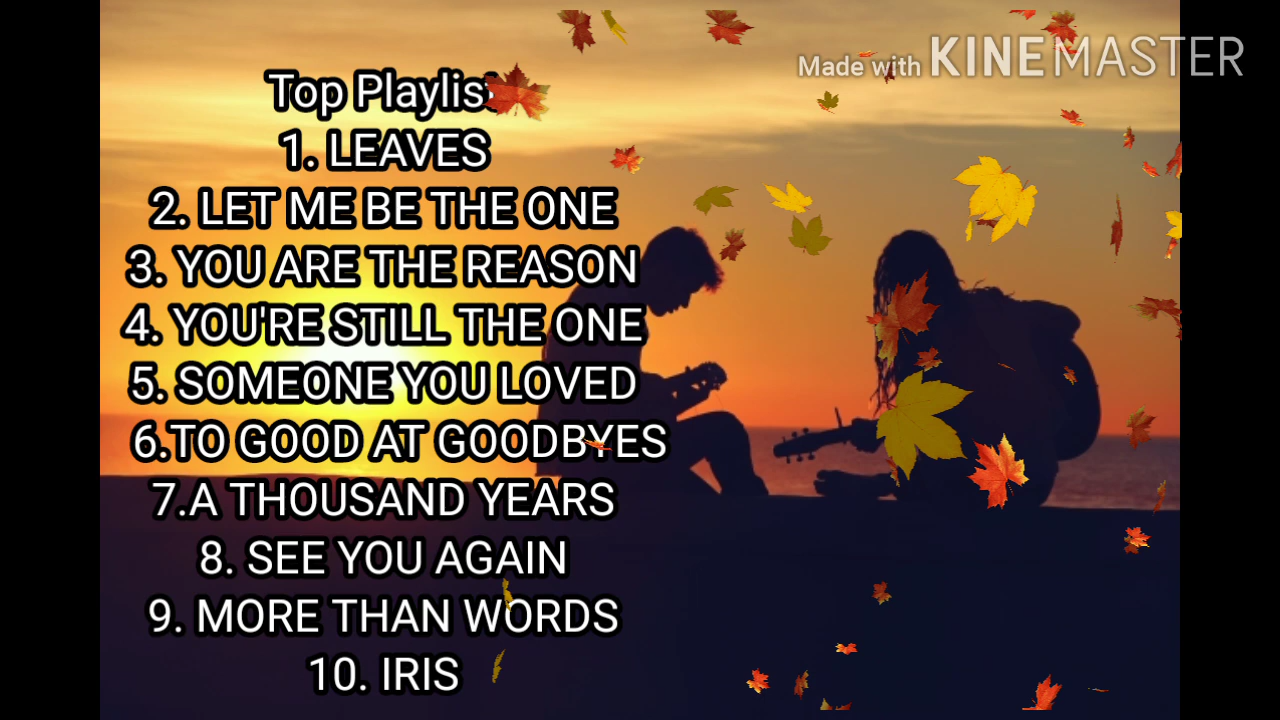 Made with KINEMASTER
Top Playlist
1. LEAVES
2. LET ME BE THE ONE
3. YOU ARE THE REASON
4. YOU'RE STILL THE ONE
5. SOMEONE YOU LOVED
6.TO GOOD AT GOODBYES
7.A THOUSAND YEARS
8. SEE YOU AGAIN
9. MORE THAN WORDS
10. IRIS